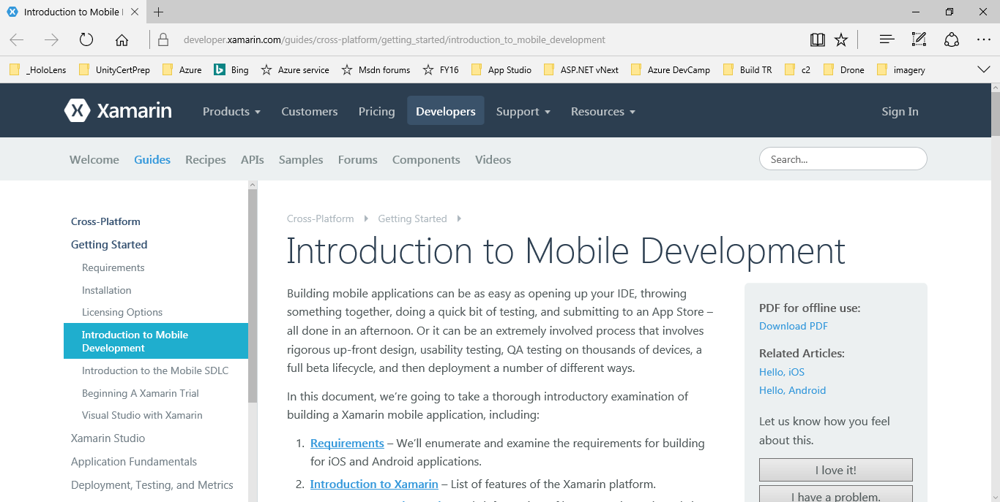 Introduction to Mobile
developer.xamarin.com/guides/cross-platform/getting_started/introduction_to_mobile_development
_HoloLens UnityCertPrep Azure Bing Azure service Msdn forums FY16 App Studio ASP.NET vNext Azure DevCamp Build TR c2 Drone imagery
Xamarin Products Customers Pricing Developers Support Resources Sign In
Welcome Guides Recipes APIs Samples Forums Components Videos Search...
Cross-Platform
Getting Started
Requirements
Installation
Licensing Options
Introduction to Mobile
Development
Introduction to the Mobile SDLC
Beginning A Xamarin Trial
Visual Studio with Xamarin
Xamarin Studio
Application Fundamentals
Deployment, Testing, and Metrics
Cross-Platform Getting Started
Introduction to Mobile Development
Building mobile applications can be as easy as opening up your IDE, throwing
something together, doing a quick bit of testing, and submitting to an App Store –
all done in an afternoon. Or it can be an extremely involved process that involves
rigorous up-front design, usability testing, QA testing on thousands of devices, a
full beta lifecycle, and then deployment a number of different ways.
In this document, we're going to take a thorough introductory examination of
building a Xamarin mobile application, including:
1. Requirements – We'll enumerate and examine the requirements for building
for iOS and Android applications.
2. Introduction to Xamarin – List of features of the Xamarin platform.
PDF for offline use:
Download PDF
Related Articles:
Hello, iOS
Hello, Android
Let us know how you feel
about this.
I love it!
I have a problem.